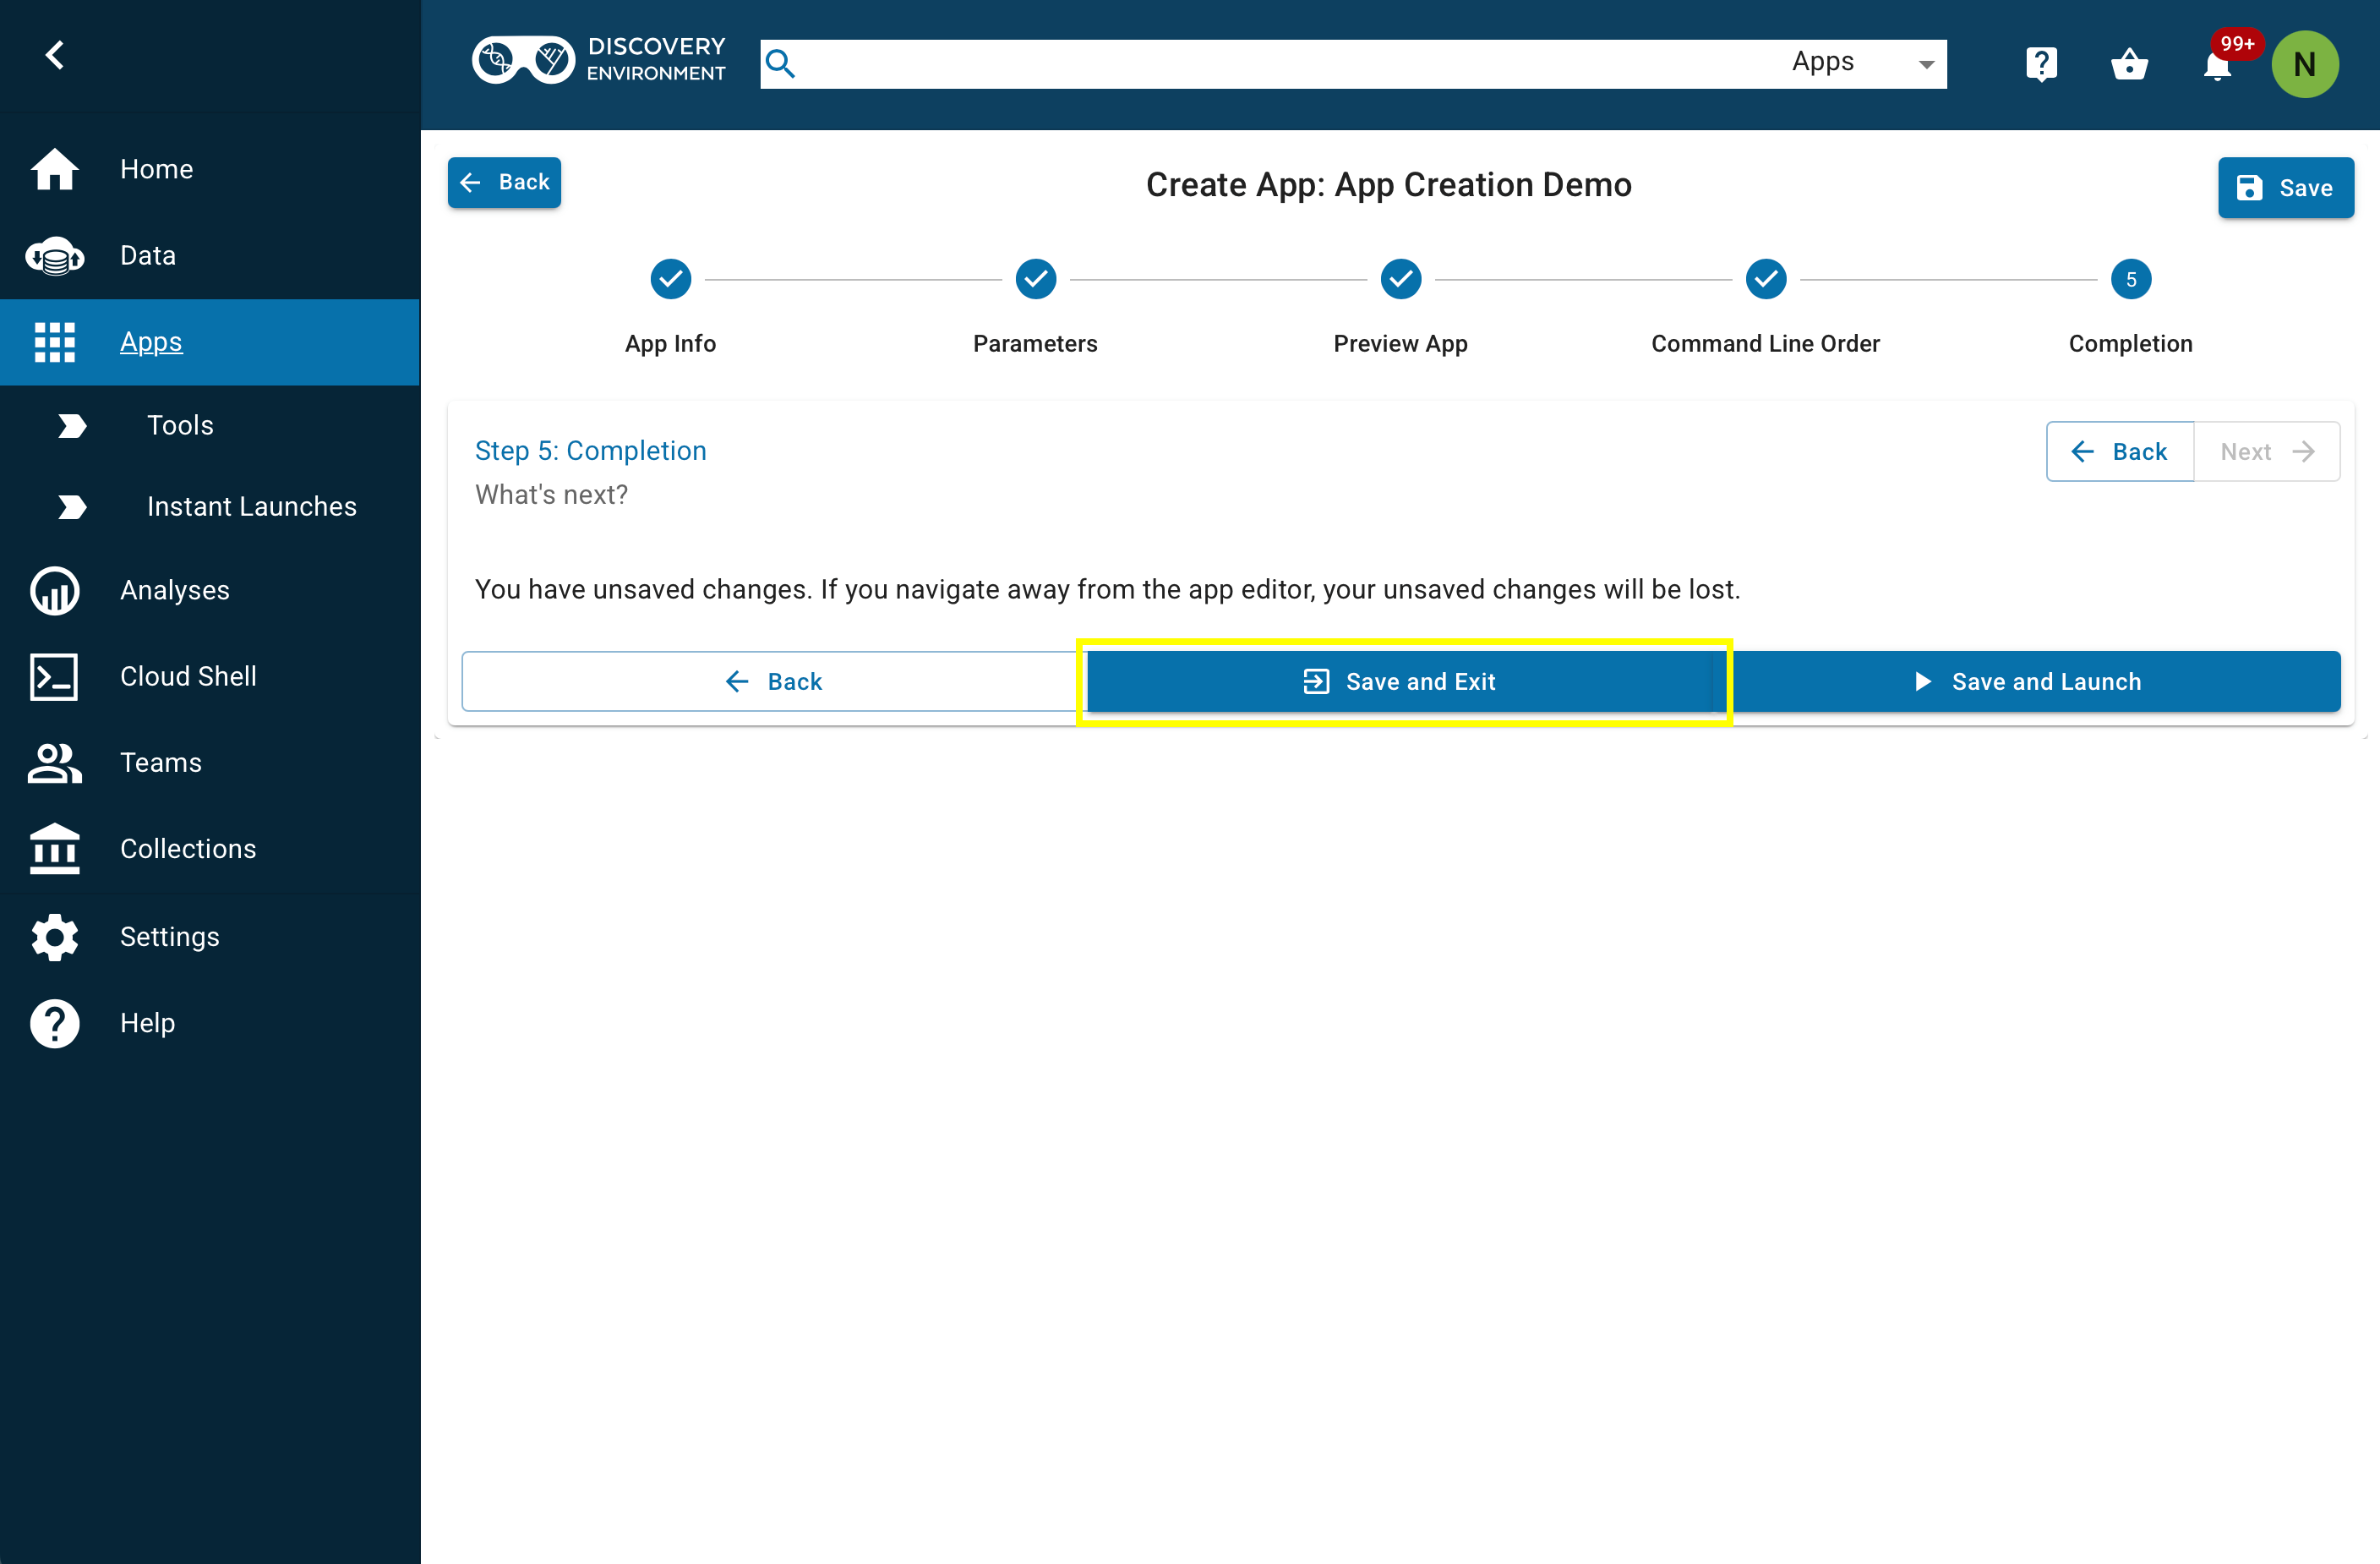 DISCOVERY
ENVIRONMENT
Apps
99+
N
Home
Data
Apps
Tools
Instant Launches
Analyses
Cloud Shell
Teams
Collections
Settings
Help
Back
Create App: App Creation Demo
Save
5
App Info
Parameters
Preview App
Command Line Order
Completion
Step 5: Completion
What's next?
Back
Next
You have unsaved changes. If you navigate away from the app editor, your unsaved changes will be lost.
Back
Save and Exit
Save and Launch